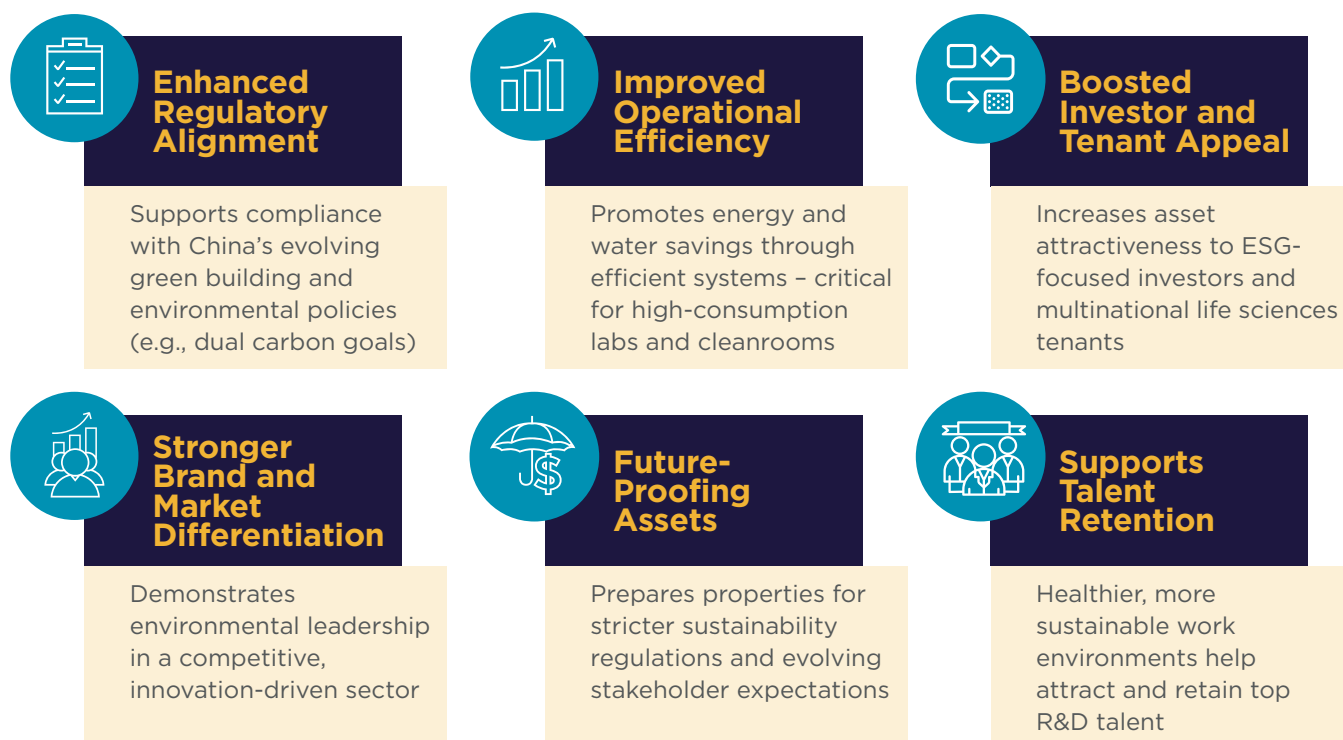 Enhanced
Regulatory
Alignment
Supports compliance
with China’s evolving
green building and
environmental policies
(e.g., dual carbon goals)
Improved
Operational
Efficiency
Promotes energy and
water savings through
efficient systems – critical
for high-consumption
labs and cleanrooms
Boosted
Investor and
Tenant Appeal
Increases asset
attractiveness to ESG-
focused investors and
multinational life sciences
tenants
Stronger
Brand and
Market
Differentiation
Demonstrates
environmental leadership
in a competitive,
innovation-driven sector
$
Future-
Proofing
Assets
Prepares properties for
stricter sustainability
regulations and evolving
stakeholder expectations
Supports
Talent
Retention
Healthier, more
sustainable work
environments help
attract and retain top
R&D talent